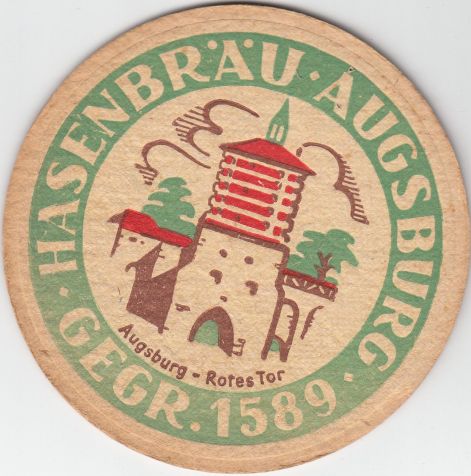 HASENBRÄU · AUGSBURG ·
GEGR. 1589 ·
Augsburg - Rotes Tor